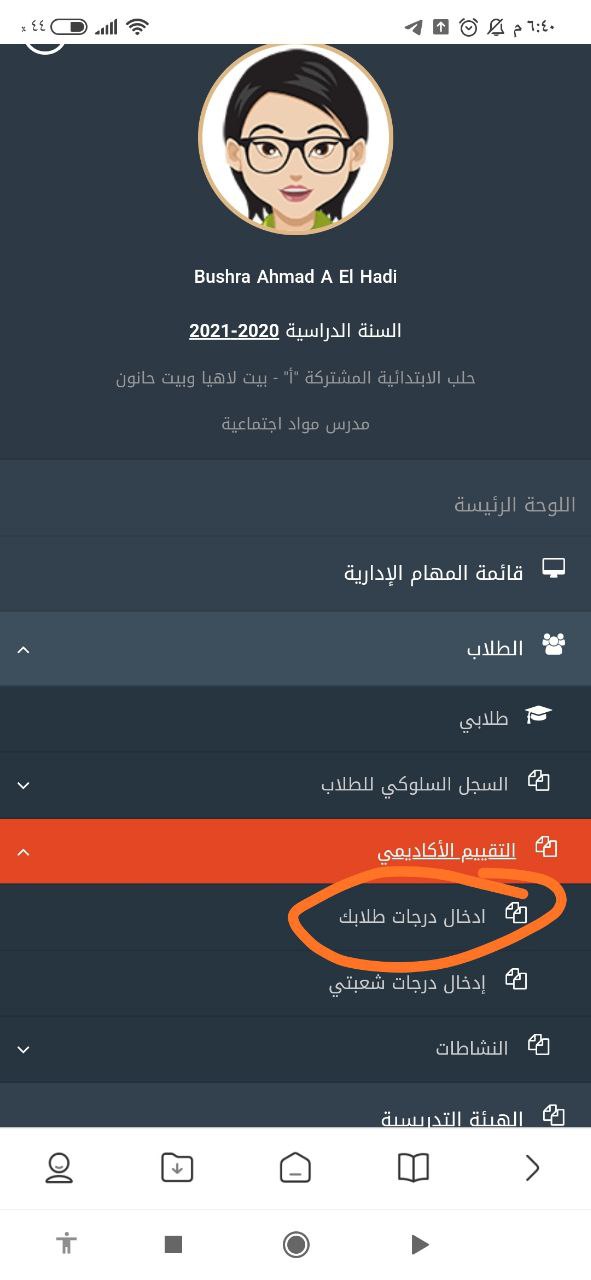 ٪ ٤٤
٦:٤٠ م
Bushra Ahmad A El Hadi
السنة الدراسية 2020-2021
حلب الابتدائية المشتركة "أ" - بيت لاهيا وبيت حانون
مدرس مواد اجتماعية
اللوحة الرئيسة
قائمة المهام الإدارية
الطلاب
طلابي
السجل السلوكي للطلاب
التقييم الأكاديمي
ادخال درجات طلابك
إدخال درجات شعبتي
النشاطات
الهيئة التدريسية